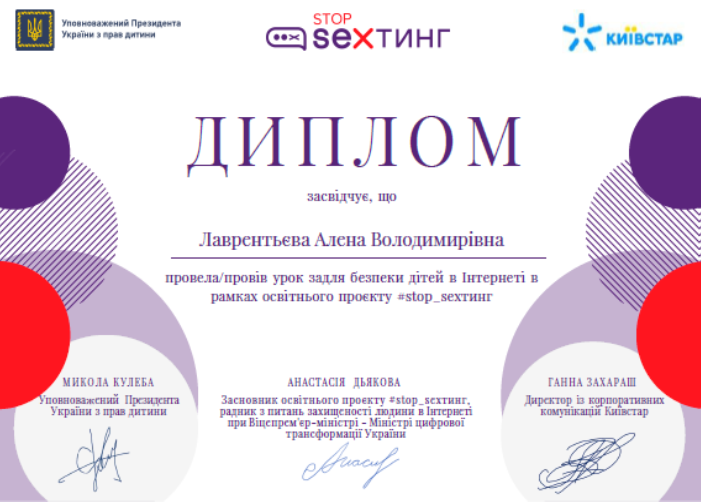 Уповноважений Президента
України з прав дитини
STOP
sexтинг
КИЇВСТАР
ДИПЛОМ
засвідчує, що
Лаврентьєва Алена Володимирівна
провела/провів урок задля безпеки дітей в Інтернеті в
рамках освітнього проєкту #stop_sexтинг
МИКОЛА КУЛЕБА
Уповноважений Президента
України з прав дитини
АНАСТАСІЯ ДЬЯКОВА
Засновник освітнього проєкту #stop_sexтинг,
радник з питань захищеності людини в Інтернеті
при Віцепрем'єр-міністрі - Міністрі цифрової
трансформації України
ГАННА ЗАХАРАШ
Директор із корпоративних
комунікацій Київстар